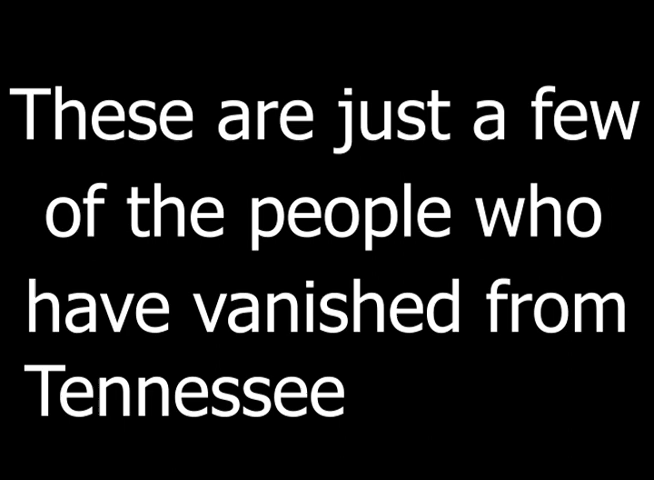 These are just a few
of the people who
have vanished from
Tennessee